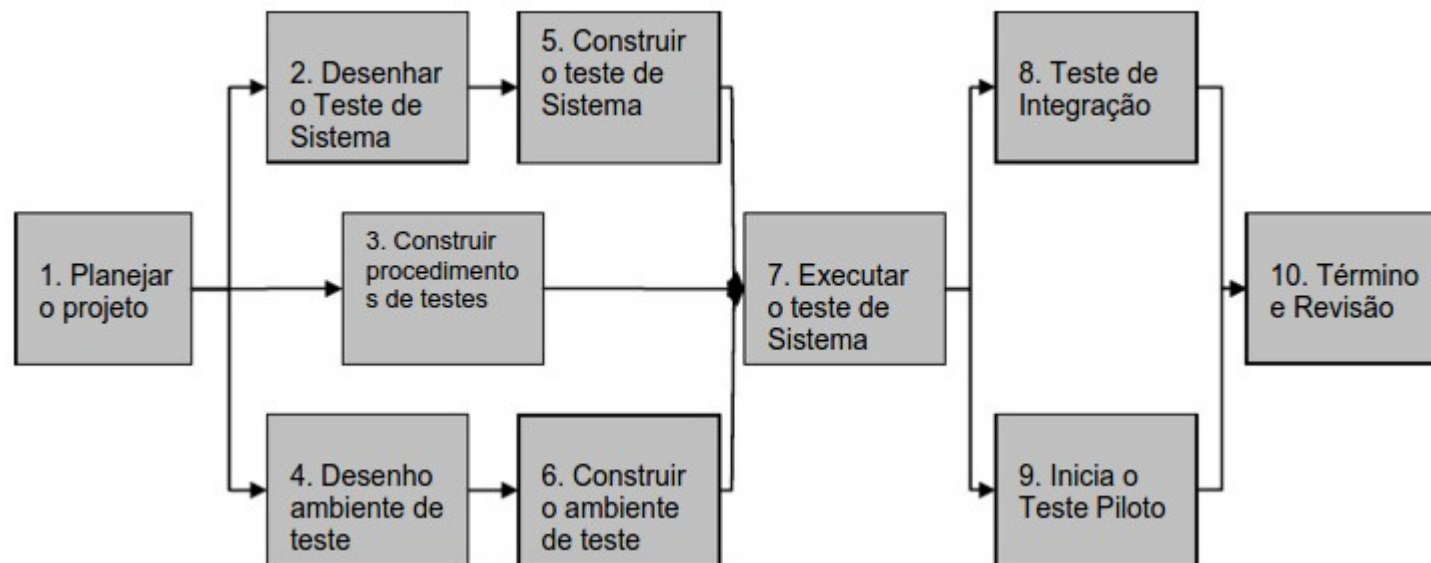 1. Planejar
o projeto
2. Desenhar
o Teste de
Sistema
3. Construir
procedimento
s de testes
4. Desenho
ambiente de
teste
5. Construir
o teste de
Sistema
6. Construir
o ambiente
de teste
7. Executar
o teste de
Sistema
8. Teste de
Integração
9. Inicia o
Teste Piloto
10. Término
e Revisão